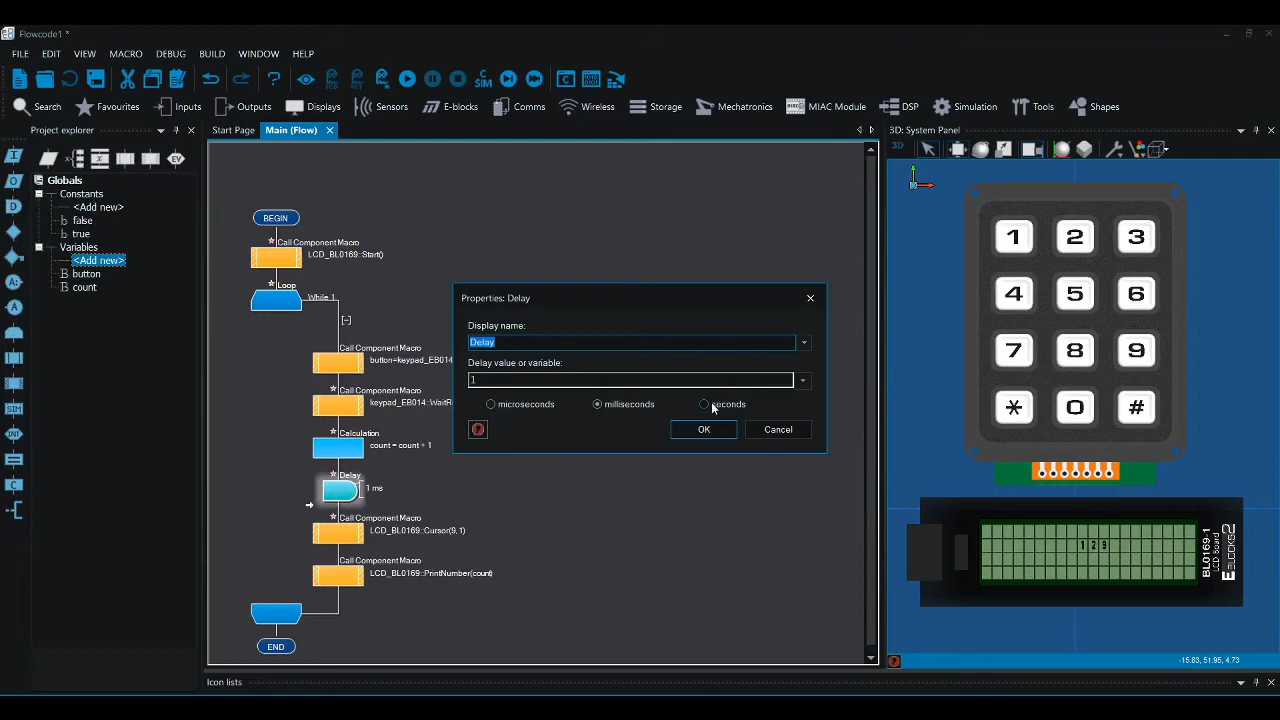 Flowcode1 *
FILE EDIT VIEW MACRO DEBUG BUILD WINDOW HELP
C
SIM
Search Favourites Inputs Outputs Displays Sensors E-blocks Comms Wireless Storage Mechatronics MIAC Module DSP Simulation Tools Shapes
Project explorer
Start Page Main (Flow)
3D: System Panel
Globals
Constants
<Add new>
false
true
Variables
<Add new>
button
count
BEGIN
Call Component Macro
LCD_BL0169::Start()
Loop
While 1
[-]
Call Component Macro
button=keypad_EB014
Call Component Macro
keypad_EB014::WaitR
Calculation
count = count + 1
Delay
1 ms
Call Component Macro
LCD_BL0169::Cursor(9,1)
Call Component Macro
LCD_BL0169::PrintNumber(count)
END
Properties: Delay
Display name:
Delay
Delay value or variable:
1
microseconds milliseconds seconds
OK Cancel
1 2 3
4 5 6
7 8 9
* 0 #
1 2 9
BL0169-1
LCD board
E-BLOCKS2
-15.83, 51.95, 4.73
Icon lists